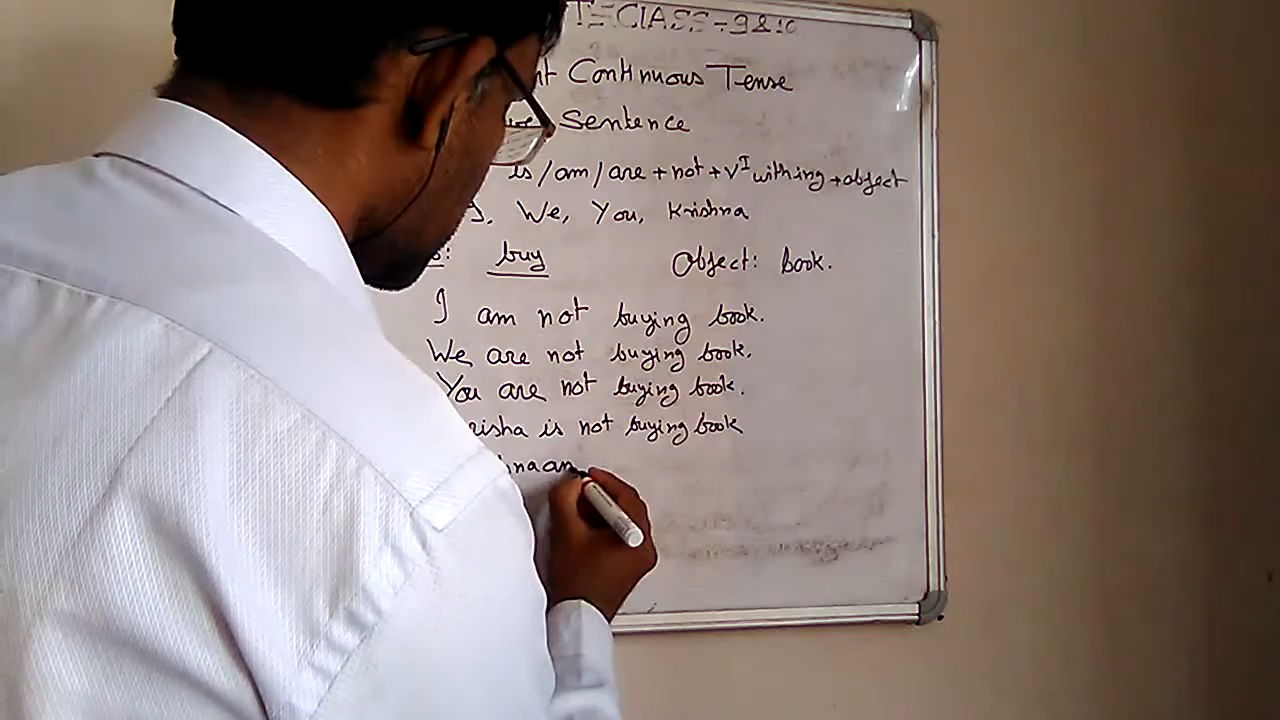 CLASS - 9 & 10
Continuous Tense
Sentence
is/am/are + not + V I with ing + object
I, We, You, Krishna
buy Object: book.
I am not buying book.
We are not buying book.
You are not buying book.
risha is not buying book